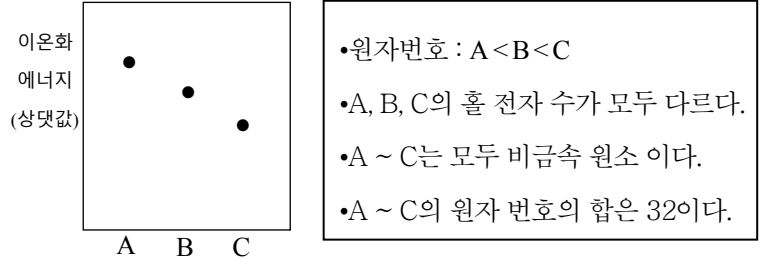 이온화
에너지
(상댓값)
A B C
•원자번호 : A<B<C
•A, B, C의 홀 전자 수가 모두 다르다.
•A ~ C는 모두 비금속 원소 이다.
•A ~ C의 원자 번호의 합은 32이다.